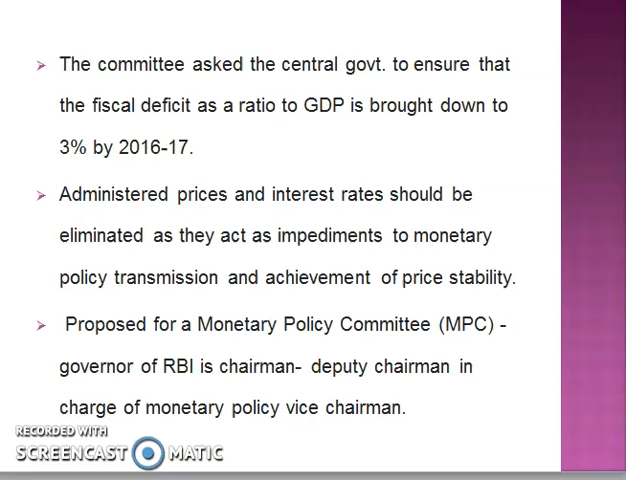 The committee asked the central govt. to ensure that
the fiscal deficit as a ratio to GDP is brought down to
3% by 2016-17.
Administered prices and interest rates should be
eliminated as they act as impediments to monetary
policy transmission and achievement of price stability.
Proposed for a Monetary Policy Committee (MPC) -
governor of RBI is chairman- deputy chairman in
charge of monetary policy vice chairman.
RECORDED WITH
SCREENCAST MATIC